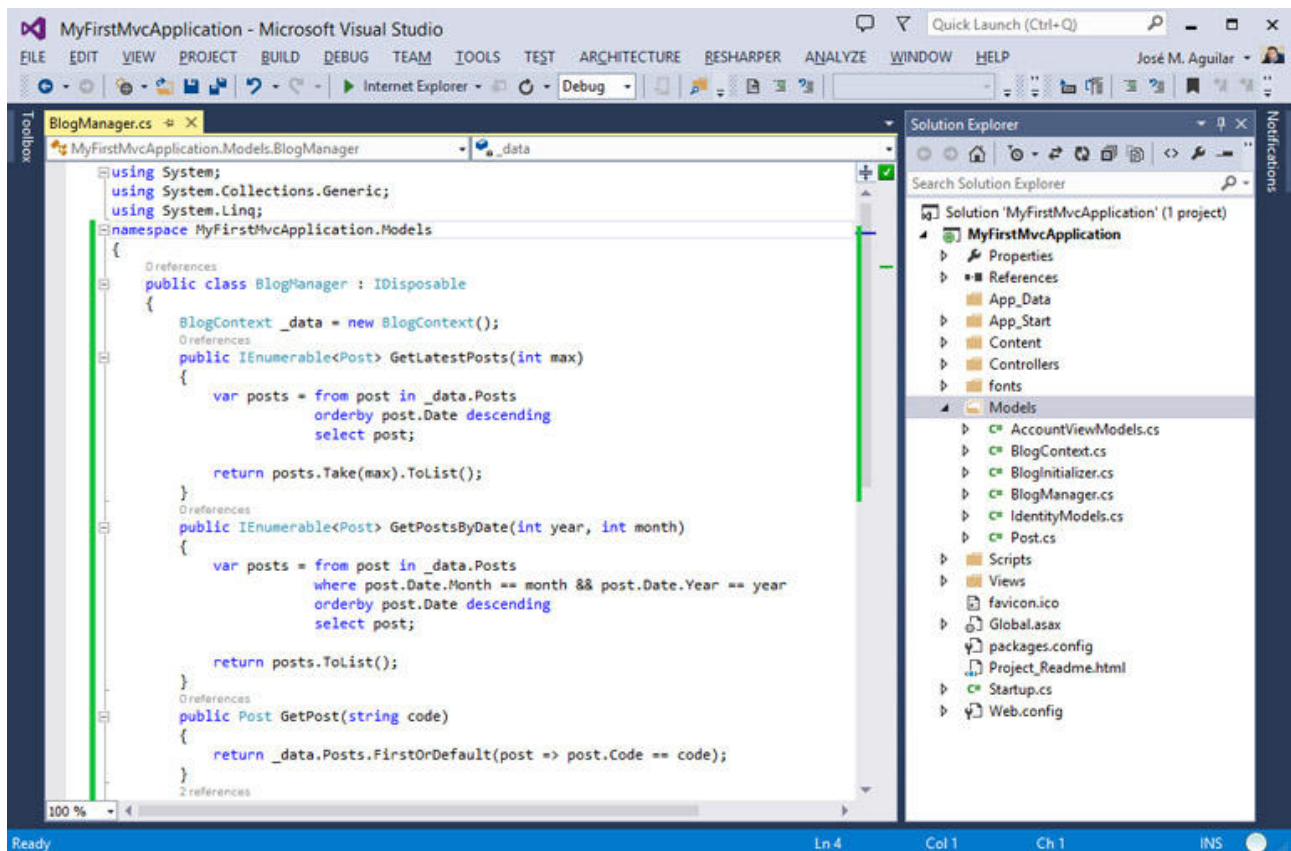 MyFirstMvcApplication - Microsoft Visual Studio
Quick Launch (Ctrl+Q)
FILE EDIT VIEW PROJECT BUILD DEBUG TEAM TOOLS TEST ARCHITECTURE RESHARPER ANALYZE WINDOW HELP José M. Aguilar
Internet Explorer Debug
Toolbox
BlogManager.cs
MyFirstMvcApplication.Models.BlogManager _data
using System;
using System.Collections.Generic;
using System.Linq;
namespace MyFirstMvcApplication.Models
{
0 references
public class BlogManager : IDisposable
{
BlogContext _data = new BlogContext();
0 references
public IEnumerable<Post> GetLatestPosts(int max)
{
var posts = from post in _data.Posts
orderby post.Date descending
select post;
return posts.Take(max).ToList();
}
0 references
public IEnumerable<Post> GetPostsByDate(int year, int month)
{
var posts = from post in _data.Posts
where post.Date.Month == month && post.Date.Year == year
orderby post.Date descending
select post;
return posts.ToList();
}
0 references
public Post GetPost(string code)
{
return _data.Posts.FirstOrDefault(post => post.Code == code);
}
2 references
100 %
Solution Explorer
Search Solution Explorer
Solution 'MyFirstMvcApplication' (1 project)
MyFirstMvcApplication
Properties
References
App_Data
App_Start
Content
Controllers
fonts
Models
C# AccountViewModels.cs
C# BlogContext.cs
C# BlogInitializer.cs
C# BlogManager.cs
C# IdentityModels.cs
C# Post.cs
Scripts
Views
favicon.ico
Global.asax
packages.config
Project_Readme.html
C# Startup.cs
Web.config
Notifications
Ready Ln 4 Col 1 Ch 1 INS